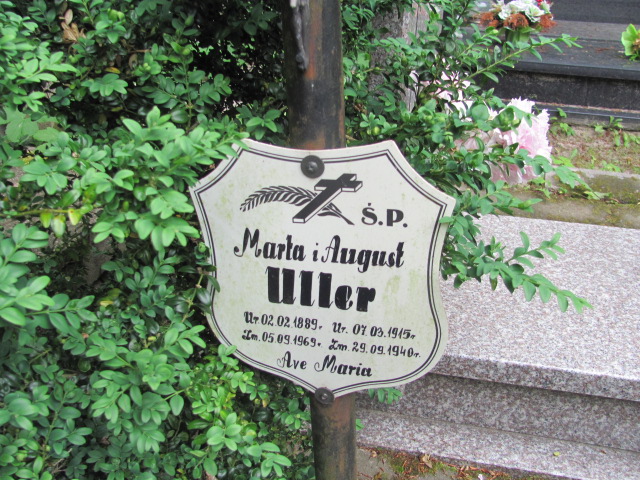 Ś.P.
Marta i August
Uller
Ur. 02.02.1889r. Ur. 07.03.1915r.
Zm. 05.09.1969r. Zm. 29.09.1940r.
Ave Maria